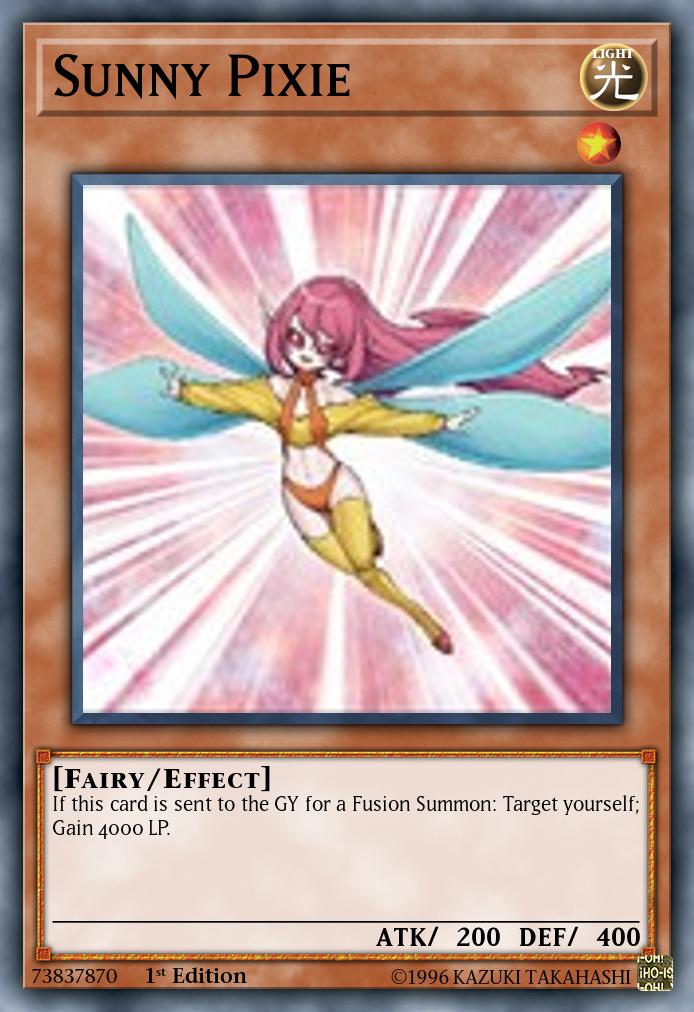 Sunny Pixie
LIGHT
光
[Fairy/Effect]
If this card is sent to the GY for a Fusion Summon: Target yourself;
Gain 4000 LP.
ATK/ 200 DEF/ 400
73837870 1st Edition ©1996 KAZUKI TAKAHASHI